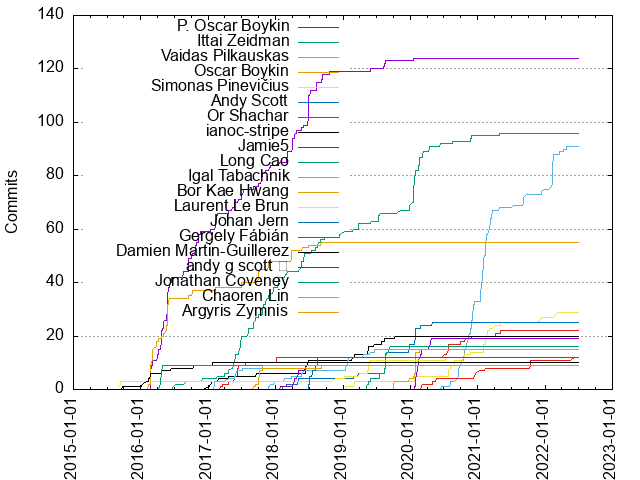 140
120
100
80
60
40
20
0
Commits
P. Oscar Boykin
Ittai Zeidman
Vaidas Pilkauskas
Oscar Boykin
Simonas Pinevičius
Andy Scott
Or Shachar
ianoc-stripe
Jamie5
Long Cao
Igal Tabachnik
Bor Kae Hwang
Laurent Le Brun
Johan Jern
Gergely Fábián
Damien Martin-Guillerez
andy g scott ☐
Jonathan Coveney
Chaoren Lin
Argyris Zymnis
2015-01-01
2016-01-01
2017-01-01
2018-01-01
2019-01-01
2020-01-01
2021-01-01
2022-01-01
2023-01-01